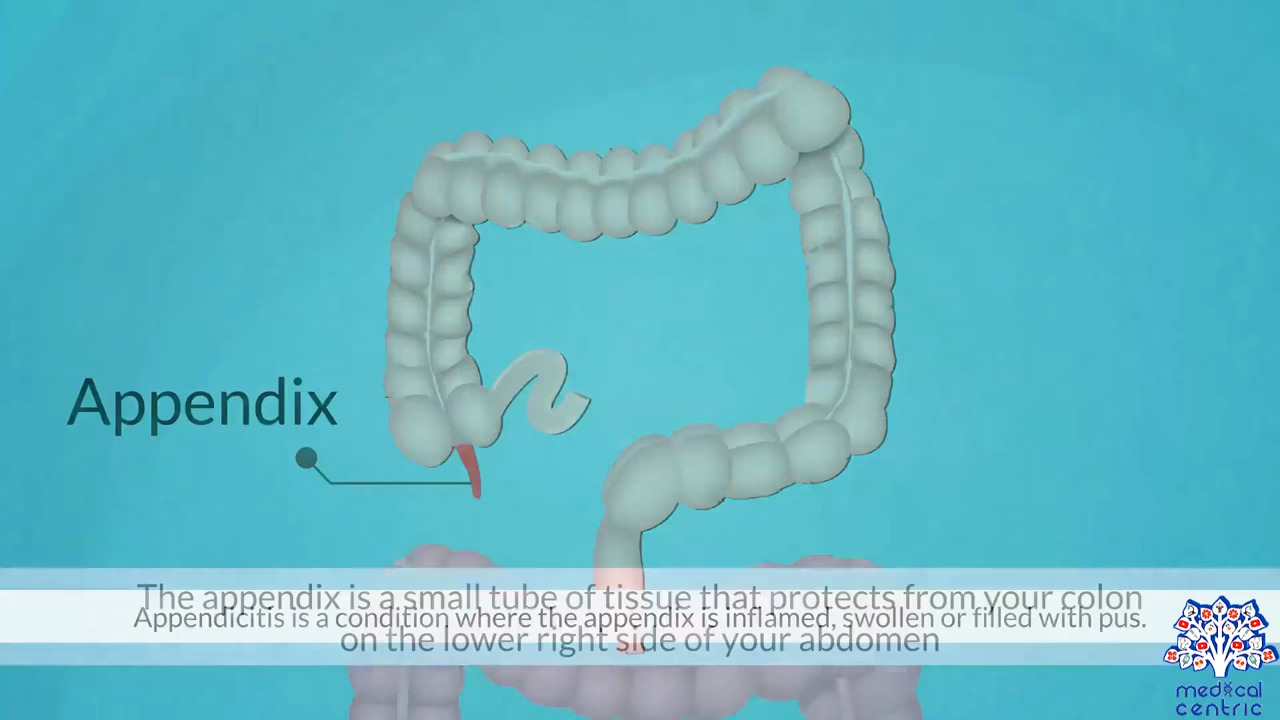 Appendix
The appendix is a small tube of tissue that protects from your colon
Appendicitis is a condition where the appendix is inflamed, swollen or filled with pus.
on the lower right side of your abdomen
medical
centric